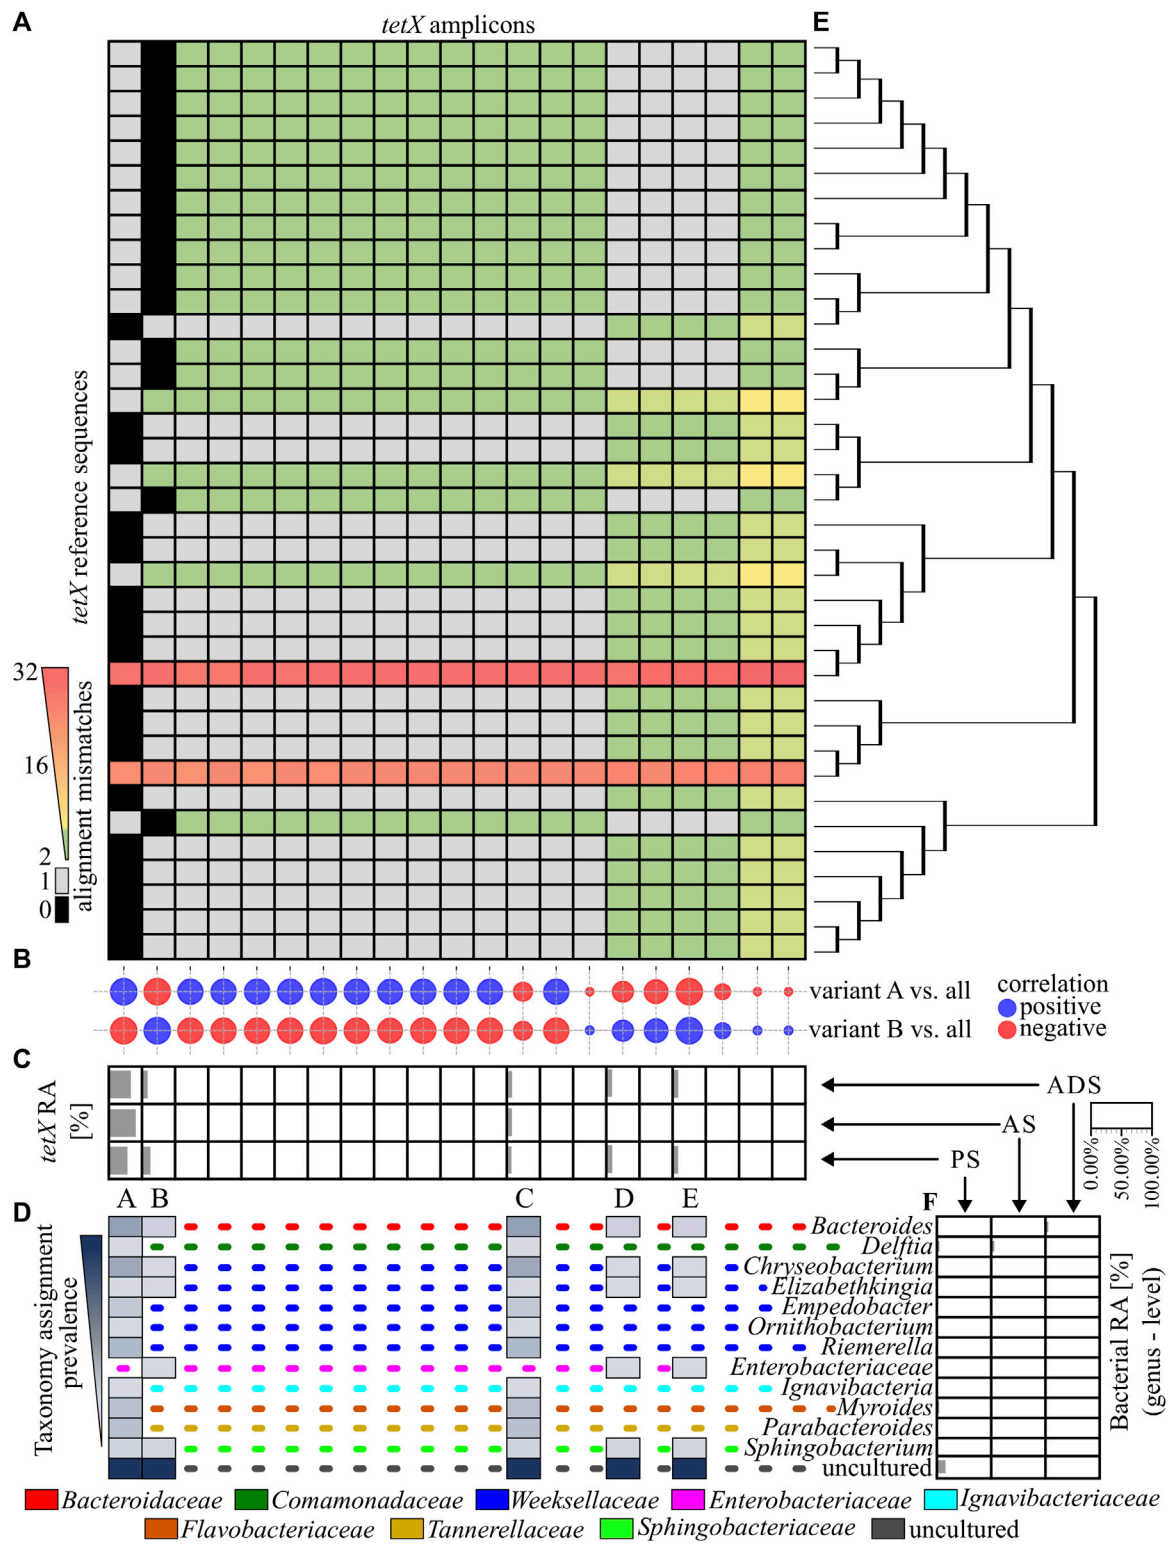 A
tetX amplicons
E
tetX reference sequences
32
16
2
1
0
alignment mismatches
B
variant A vs. all
variant B vs. all
correlation
positive
negative
C
tetX RA
[%]
ADS
AS
PS
0.00%
50.00%
100.00%
A B C D E
F
D
Taxonomy assignment
prevalence
Bacteroides
Delftia
Chryseobacterium
Elizabethkingia
Empedobacter
Ornithobacterium
Riemerella
Enterobacteriaceae
Ignavibacteria
Myroides
Parabacteroides
Sphingobacterium
uncultured
Bacterial RA [%]
(genus - level)
Bacteroidaceae Comamonadaceae Weeksellaceae Enterobacteriaceae Ignavibacteriaceae
Flavobacteriaceae Tannerellaceae Sphingobacteriaceae uncultured